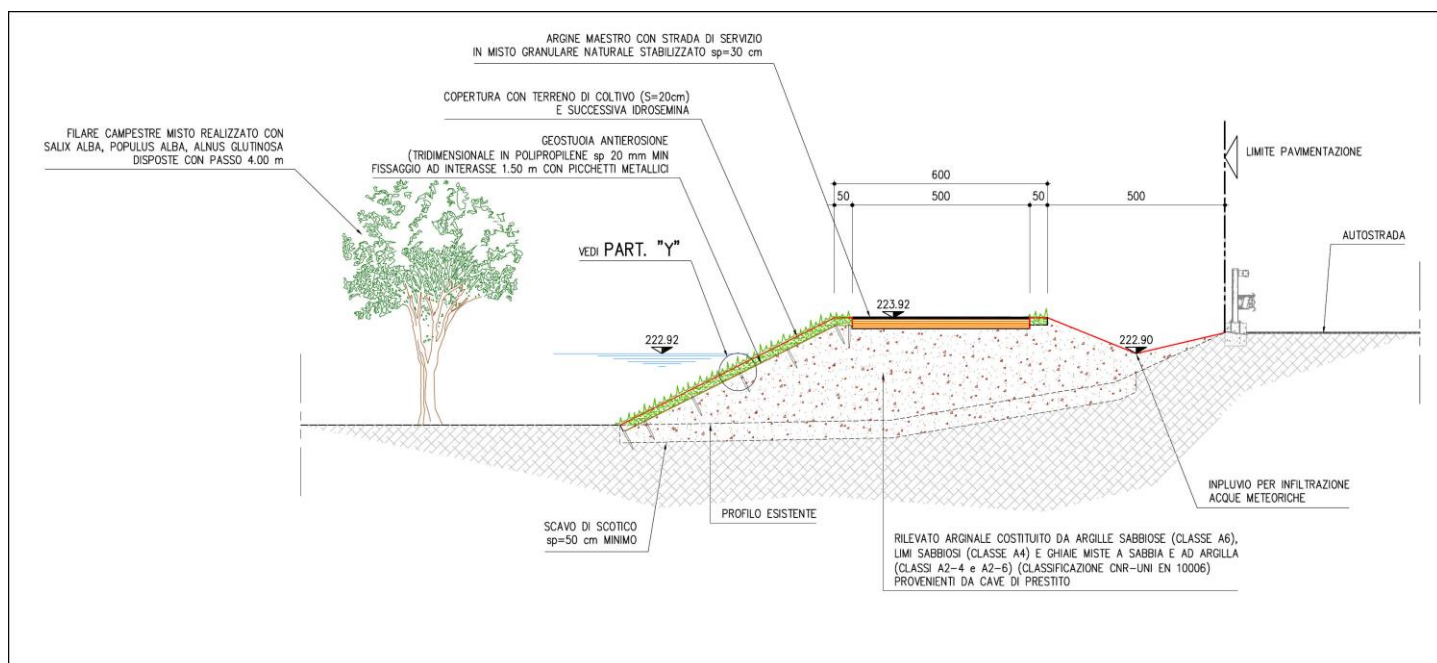 ARGINE MAESTRO CON STRADA DI SERVIZIO
IN MISTO GRANULARE NATURALE STABILIZZATO sp=30 cm
COPERTURA CON TERRENO DI COLTIVO (S=20cm)
E SUCCESSIVA IDROSEMINA
FILARE CAMPESTRE MISTO REALIZZATO CON
SALIX ALBA, POPULUS ALBA, ALNUS GLUTINOSA
DISPOSTE CON PASSO 4.00 m
GEOSTUOIA ANTIEROSIONE
(TRIDIMENSIONALE IN POLIPROPILENE sp 20 mm MIN
FISSAGGIO AD INTERASSE 1.50 m CON PICCHETTI METALLICI
LIMITE PAVIMENTAZIONE
600
50
500
50
500
AUTOSTRADA
VEDI PART. "Y"
223.92
222.92
222.90
INPLUVIO PER INFILTRAZIONE
ACQUE METEORICHE
PROFILO ESISTENTE
SCAVO DI SCOTICO
sp=50 cm MINIMO
RILEVATO ARGINALE COSTITUITO DA ARGILLE SABBIOSE (CLASSE A6),
LIMI SABBIOSI (CLASSE A4) E GHIAIE MISTE A SABBIA E AD ARGILLA
(CLASSI A2-4 e A2-6) (CLASSIFICAZIONE CNR-UNI EN 10006)
PROVENIENTI DA CAVE DI PRESTITO